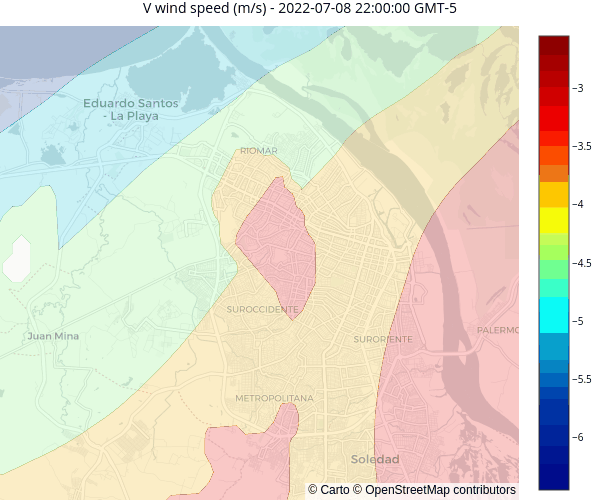 V wind speed (m/s) - 2022-07-08 22:00:00 GMT-5
Eduardo Santos
- La Playa
RIOMAR
SUROCCIDENTE
Juan Mina
SURORIENTE
PALERMO
METROPOLITANA
Soledad
© Carto © OpenStreetMap contributors
−3
−3.5
−4
−4.5
−5
−5.5
−6